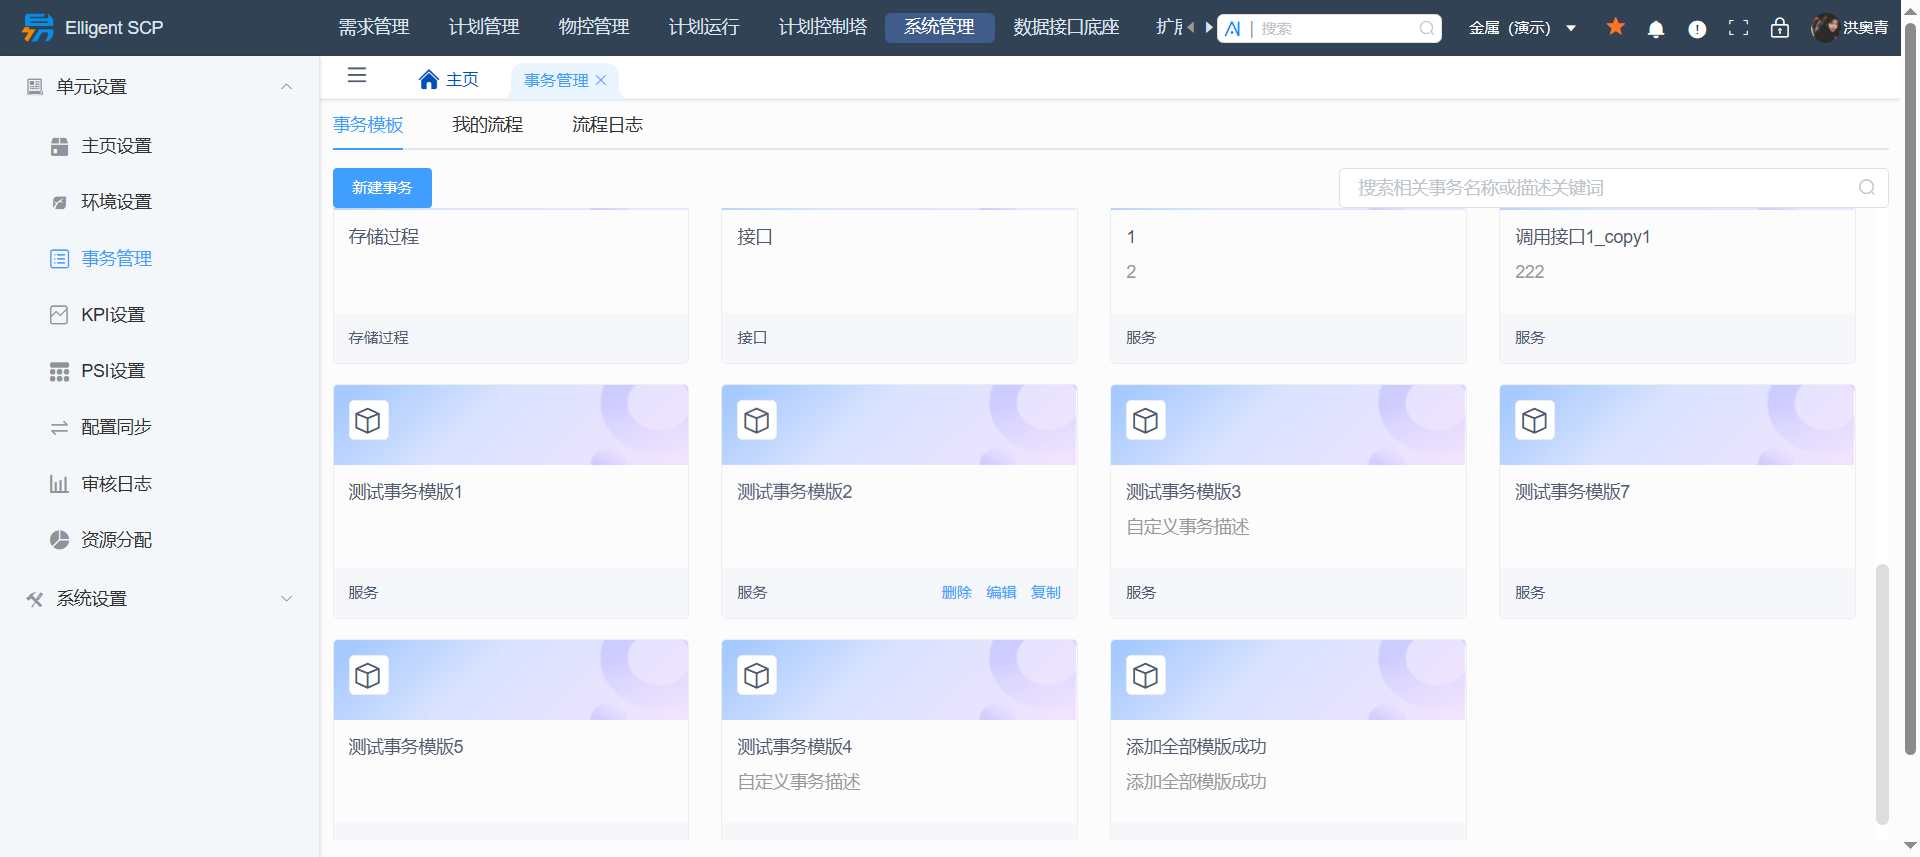 Elligent SCP
需求管理
计划管理
物控管理
计划运行
计划控制塔
系统管理
数据接口底座
AI | 搜索
金属（演示）
洪奥青
单元设置
主页设置
环境设置
事务管理
KPI设置
PSI设置
配置同步
审核日志
资源分配
系统设置
主页
事务管理
事务模板
我的流程
流程日志
新建事务
搜索相关事务名称或描述关键词
存储过程
存储过程
接口
接口
1
2
服务
调用接口1_copy1
222
服务
测试事务模版1
服务
测试事务模版2
服务
删除 编辑 复制
测试事务模版3
自定义事务描述
服务
测试事务模版7
服务
测试事务模版5
测试事务模版4
自定义事务描述
添加全部模版成功
添加全部模版成功